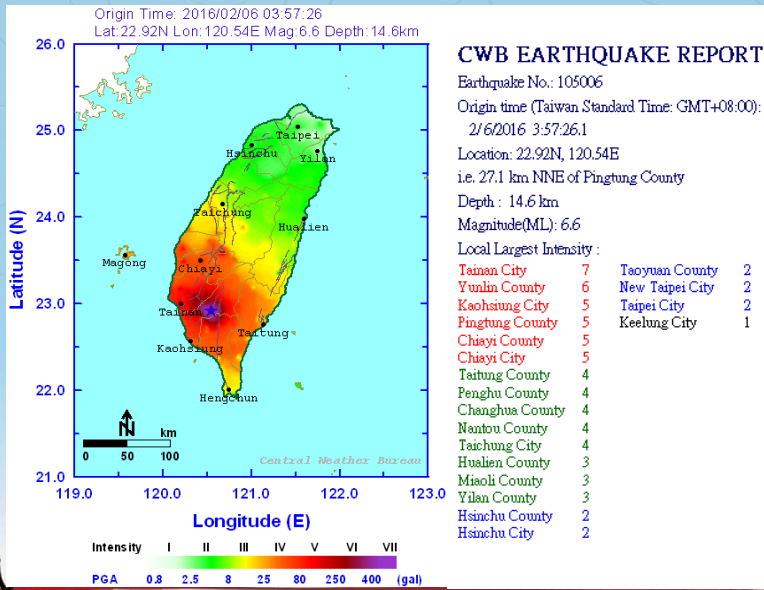 Origin Time: 2016/02/06 03:57:26
Lat:22.92N Lon:120.54E Mag:6.6 Depth:14.6km
26.0
25.0
24.0
23.0
22.0
21.0
Latitude (N)
119.0 120.0 121.0 122.0 123.0
Longitude (E)
Taipei
Hsinchu
Yilan
Taichung
Hualien
Magong
Chiayi
Tainan
Taitung
Kaohsiung
Hengchun
N
km
0 50 100
Central Weather Bureau
Intensity I II III IV V VI VII
PGA 0.8 2.5 8 25 80 250 400 (gal)
CWB EARTHQUAKE REPORT
Earthquake No.: 105006
Origin time (Taiwan Standard Time: GMT+08:00):
2/6/2016 3:57:26.1
Location: 22.92N, 120.54E
i.e. 27.1 km NNE of Pingtung County
Depth : 14.6 km
Magnitude(ML): 6.6
Local Largest Intensity :
Tainan City 7
Yunlin County 6
Kaohsiung City 5
Pingtung County 5
Chiayi County 5
Chiayi City 5
Taitung County 4
Penghu County 4
Changhua County 4
Nantou County 4
Taichung City 4
Hualien County 3
Miaoli County 3
Yilan County 3
Hsinchu County 2
Hsinchu City 2
Taoyuan County 2
New Taipei City 2
Taipei City 2
Keelung City 1